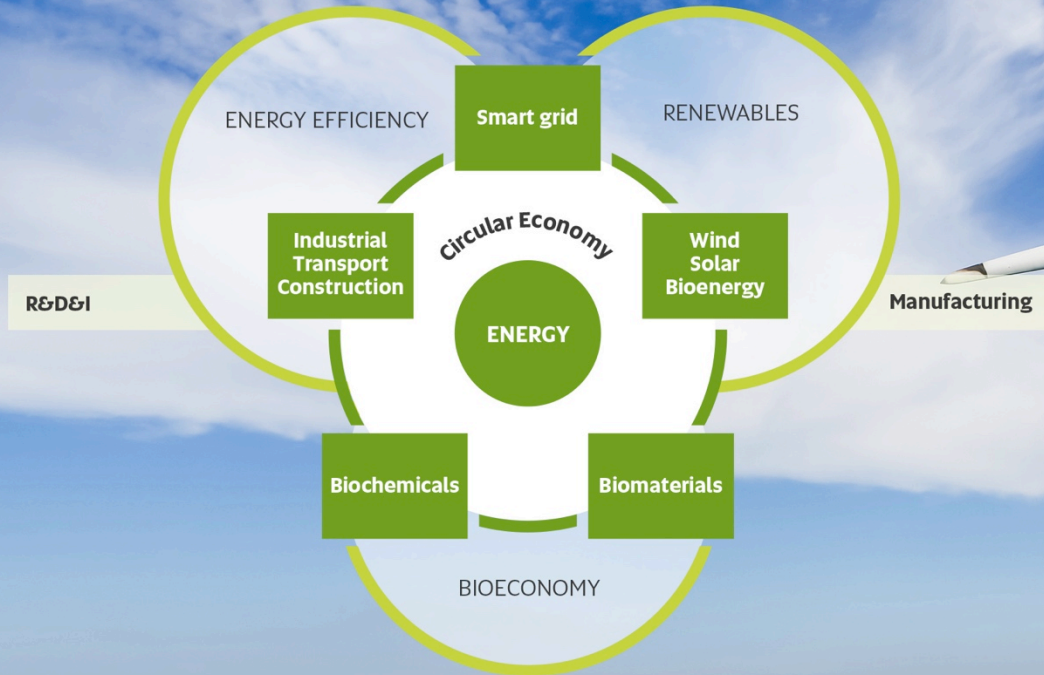 ENERGY EFFICIENCY
Smart grid
RENEWABLES
Circular Economy
Industrial
Transport
Construction
Wind
Solar
Bioenergy
R&D&I
Manufacturing
ENERGY
Biochemicals
Biomaterials
BIOECONOMY